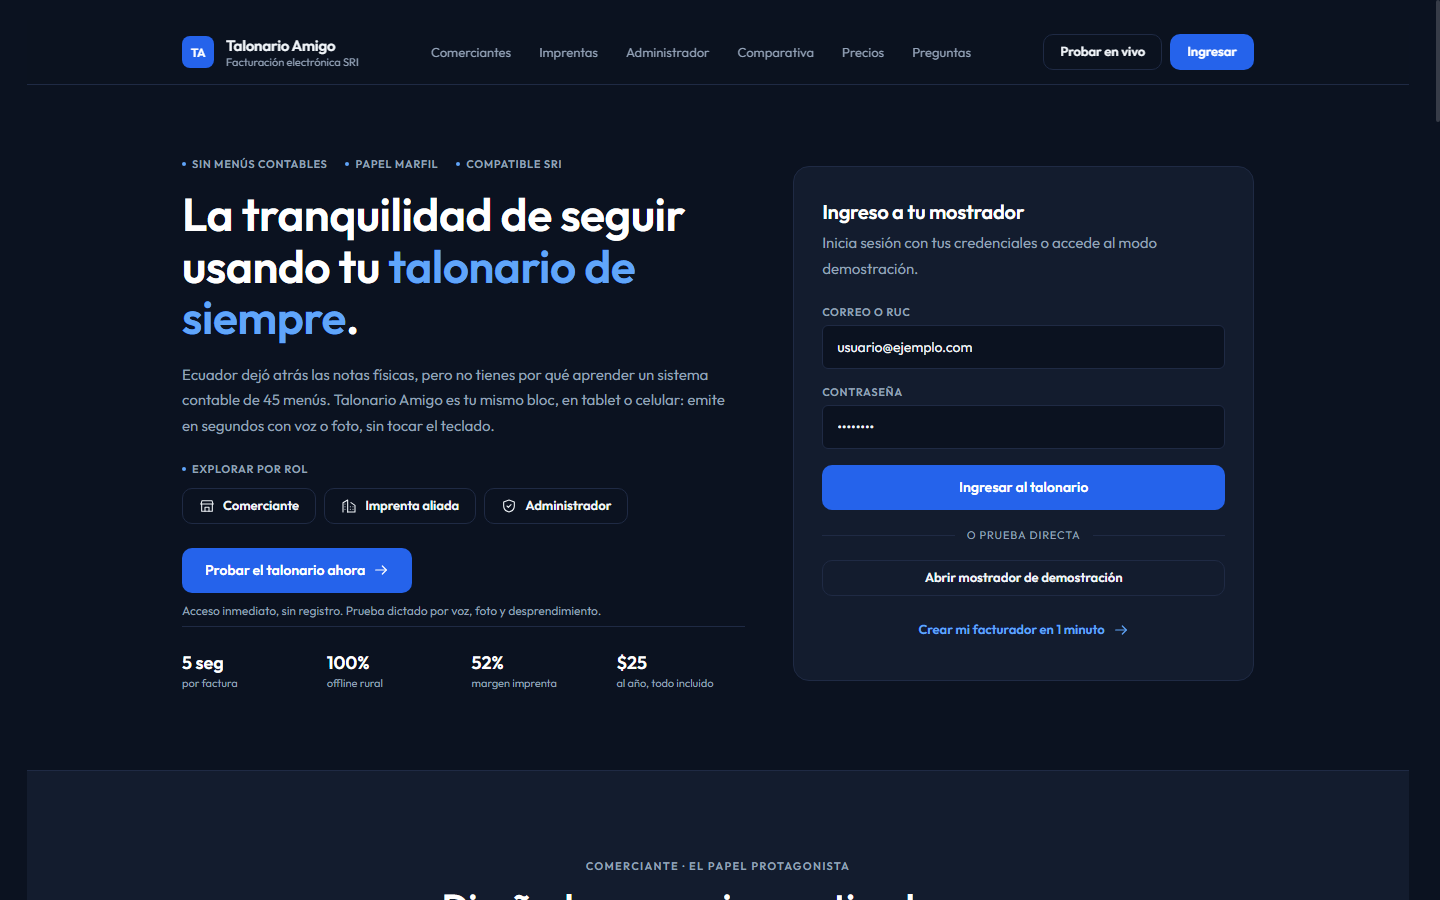 TA
Talonario Amigo
Facturación electrónica SRI
Comerciantes
Imprentas
Administrador
Comparativa
Precios
Preguntas
Probar en vivo
Ingresar
SIN MENÚS CONTABLES
PAPEL MARFIL
COMPATIBLE SRI
La tranquilidad de seguir
usando tu talonario de
siempre.
Ecuador dejó atrás las notas físicas, pero no tienes por qué aprender un sistema
contable de 45 menús. Talonario Amigo es tu mismo bloc, en tablet o celular: emite
en segundos con voz o foto, sin tocar el teclado.
EXPLORAR POR ROL
Comerciante
Imprenta aliada
Administrador
Probar el talonario ahora
Acceso inmediato, sin registro. Prueba dictado por voz, foto y desprendimiento.
5 seg
por factura
100%
offline rural
52%
margen imprenta
$25
al año, todo incluido
Ingreso a tu mostrador
Inicia sesión con tus credenciales o accede al modo
demostración.
CORREO O RUC
usuario@ejemplo.com
CONTRASEÑA
••••••••
Ingresar al talonario
O PRUEBA DIRECTA
Abrir mostrador de demostración
Crear mi facturador en 1 minuto
COMERCIANTE · EL PAPEL PROTAGONISTA